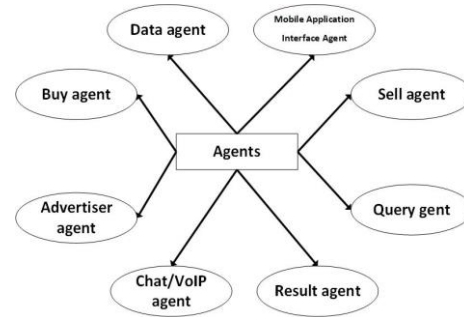 Data agent
Mobile Application
Interface Agent
Buy agent
Sell agent
Agents
Advertiser
agent
Query gent
Chat/VoIP
agent
Result agent